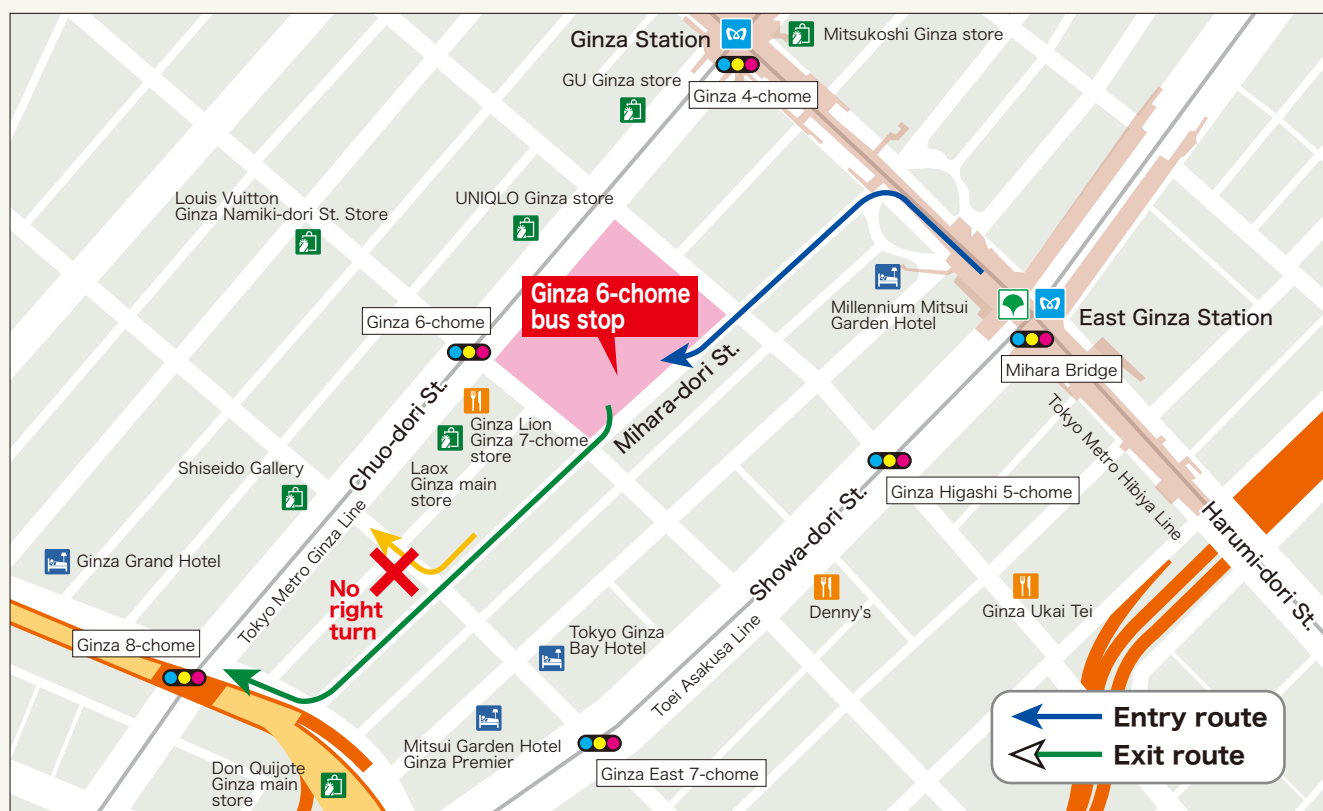 Ginza Station
Mitsukoshi Ginza store
GU Ginza store
Ginza 4-chome
Louis Vuitton
Ginza Namiki-dori St. Store
UNIQLO Ginza store
Ginza 6-chome
bus stop
Millennium Mitsui
Garden Hotel
East Ginza Station
Ginza 6-chome
Mihara Bridge
Mihara-dori St.
Chuo-dori St.
Ginza Lion
Ginza 7-chome
store
Laox
Ginza main
store
Shiseido Gallery
Tokyo Metro Hibiya Line
Ginza Higashi 5-chome
Harumi-dori St.
Showa-dori St.
Tokyo Metro Ginza Line
Ginza Grand Hotel
No
right
turn
Denny's
Ginza Ukai Tei
Ginza 8-chome
Tokyo Ginza
Bay Hotel
Toei Asakusa Line
Mitsui Garden Hotel
Ginza Premier
Ginza East 7-chome
Don Quijote
Ginza main
store
Entry route
Exit route